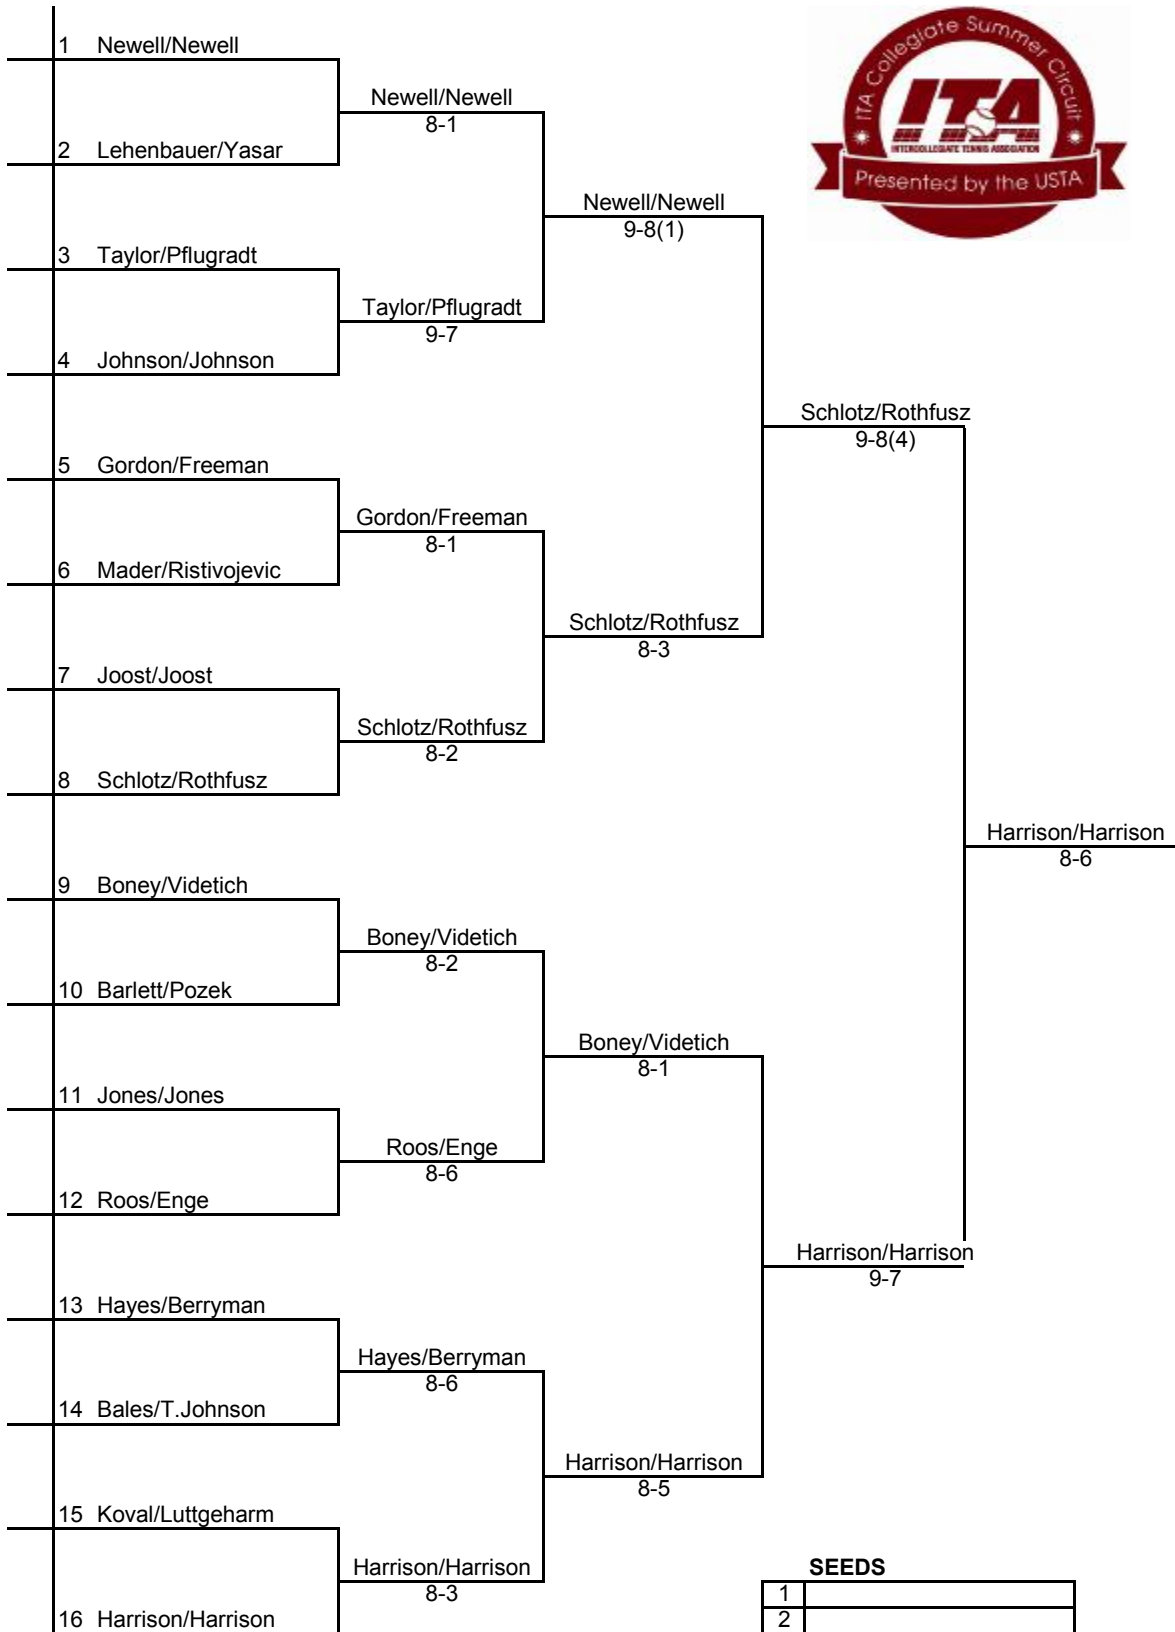 ITA Collegiate Summer Circuit
ITA
INTERCOLLEGIATE TENNIS ASSOCIATION
Presented by the USTA
1 Newell/Newell
Newell/Newell
8-1
2 Lehenbauer/Yasar
Newell/Newell
9-8(1)
3 Taylor/Pflugradt
Taylor/Pflugradt
9-7
4 Johnson/Johnson
Schlotz/Rothfusz
9-8(4)
5 Gordon/Freeman
Gordon/Freeman
8-1
6 Mader/Ristivojevic
Schlotz/Rothfusz
8-3
7 Joost/Joost
Schlotz/Rothfusz
8-2
8 Schlotz/Rothfusz
Harrison/Harrison
8-6
9 Boney/Videtich
Boney/Videtich
8-2
10 Barlett/Pozek
Boney/Videtich
8-1
11 Jones/Jones
Roos/Enge
8-6
12 Roos/Enge
Harrison/Harrison
9-7
13 Hayes/Berryman
Hayes/Berryman
8-6
14 Bales/T.Johnson
Harrison/Harrison
8-5
15 Koval/Luttgeharm
Harrison/Harrison
8-3
16 Harrison/Harrison
SEEDS
1
2